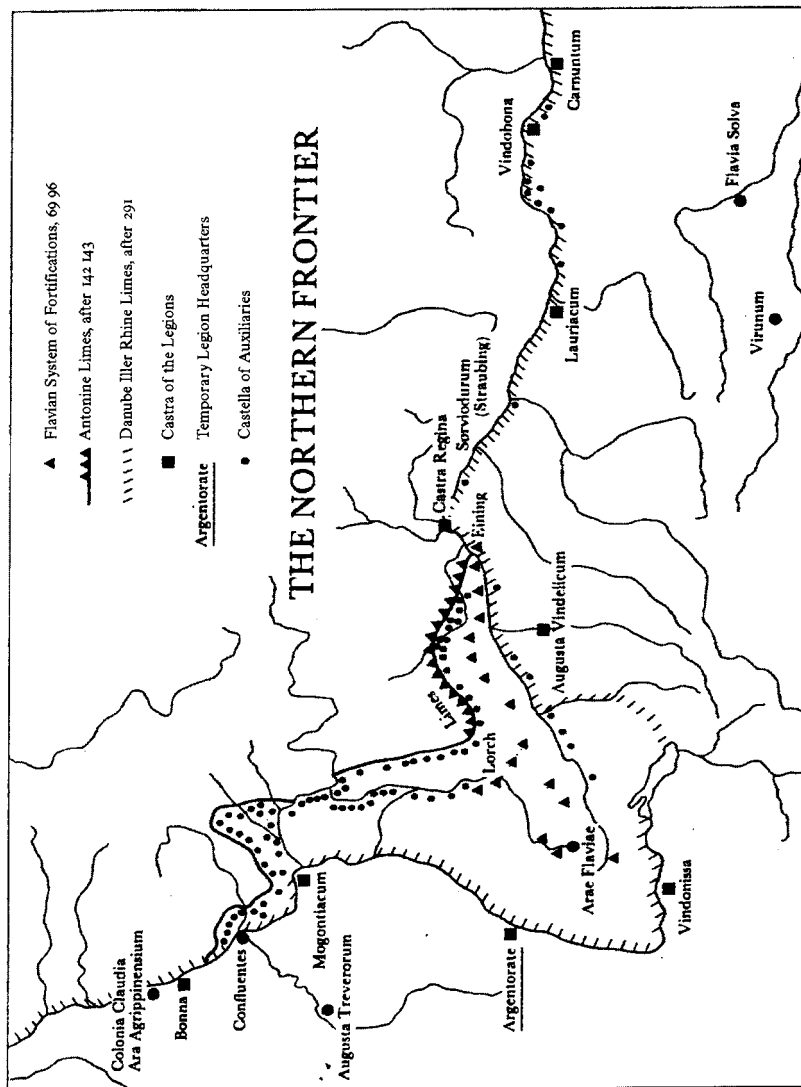 Flavian System of Fortifications, 69 96
Antonine Limes, after 142 143
Danube Iller Rhine Limes, after 291
Castra of the Legions
Argentorate Temporary Legion Headquarters
Castella of Auxiliaries
THE NORTHERN FRONTIER
Colonia Claudia
Ara Agrippinensium
Bonna
Confluentes
Augusta Treverorum
Mogontiacum
Argentorate
Vindonissa
Arae Flaviae
Lorch
Limes
Augusta Vindelicum
Eining
Castra Regina
Sorviodurum
(Straubing)
Lauriacum
Vindobona
Carnuntum
Virunum
Flavia Solva